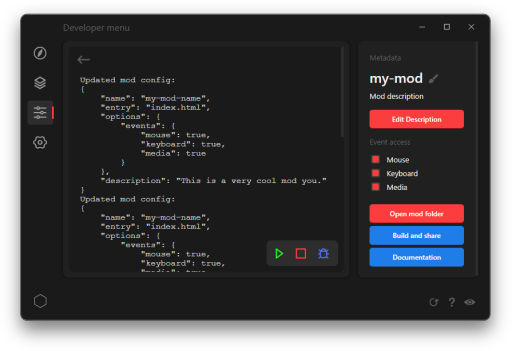 Developer menu
Updated mod config:
{
"name": "my-mod-name",
"entry": "index.html",
"options": {
"events": {
"mouse": true,
"keyboard": true,
"media": true
}
},
"description": "This is a very cool mod you."
}
Updated mod config:
{
"name": "my-mod-name",
"entry": "index.html",
"options": {
"events": {
"mouse": true,
"keyboard": true,
"media": true
Metadata
my-mod
Mod description
Edit Description
Event access
Mouse
Keyboard
Media
Open mod folder
Build and share
Documentation